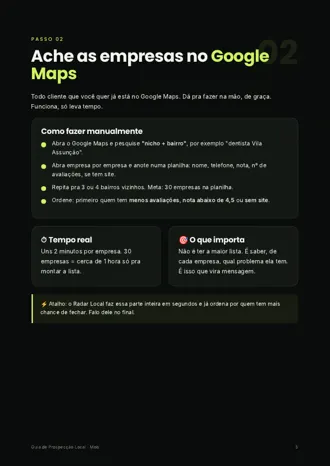 PASSO 02
02
Ache as empresas no Google
Maps
Todo cliente que você quer já está no Google Maps. Dá pra fazer na mão, de graça.
Funciona, só leva tempo.
Como fazer manualmente
Abra o Google Maps e pesquise "nicho + bairro", por exemplo "dentista Vila
Assunção".
Abra empresa por empresa e anote numa planilha: nome, telefone, nota, nº de
avaliações, se tem site.
Repita pra 3 ou 4 bairros vizinhos. Meta: 30 empresas na planilha.
Ordene: primeiro quem tem menos avaliações, nota abaixo de 4,5 ou sem site.
⏱ Tempo real
Uns 2 minutos por empresa. 30
empresas = cerca de 1 hora só pra
montar a lista.
🎯 O que importa
Não é ter a maior lista. É saber, de
cada empresa, qual problema ela tem.
É isso que vira mensagem.
⚡ Atalho: o Radar Local faz essa parte inteira em segundos e já ordena por quem tem mais
chance de fechar. Falo dele no final.
Guia de Prospecção Local